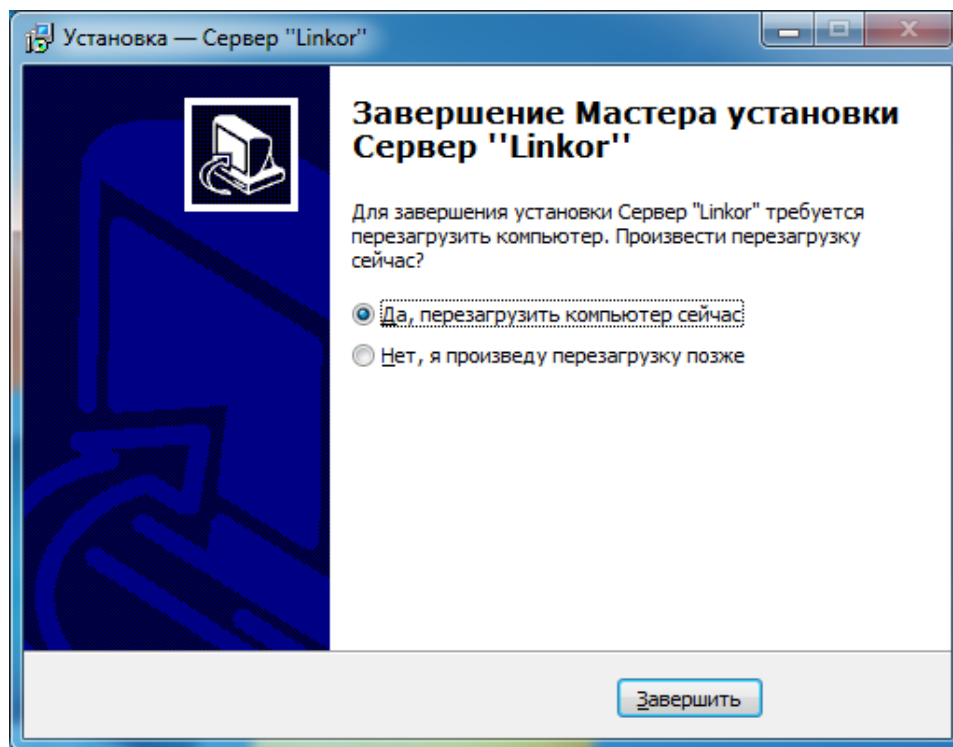 Установка — Сервер "Linkor"
Завершение Мастера установки
Сервер ''Linkor''
Для завершения установки Сервер "Linkor" требуется
перезагрузить компьютер. Произвести перезагрузку
сейчас?
Да, перезагрузить компьютер сейчас
Нет, я произведу перезагрузку позже
Завершить